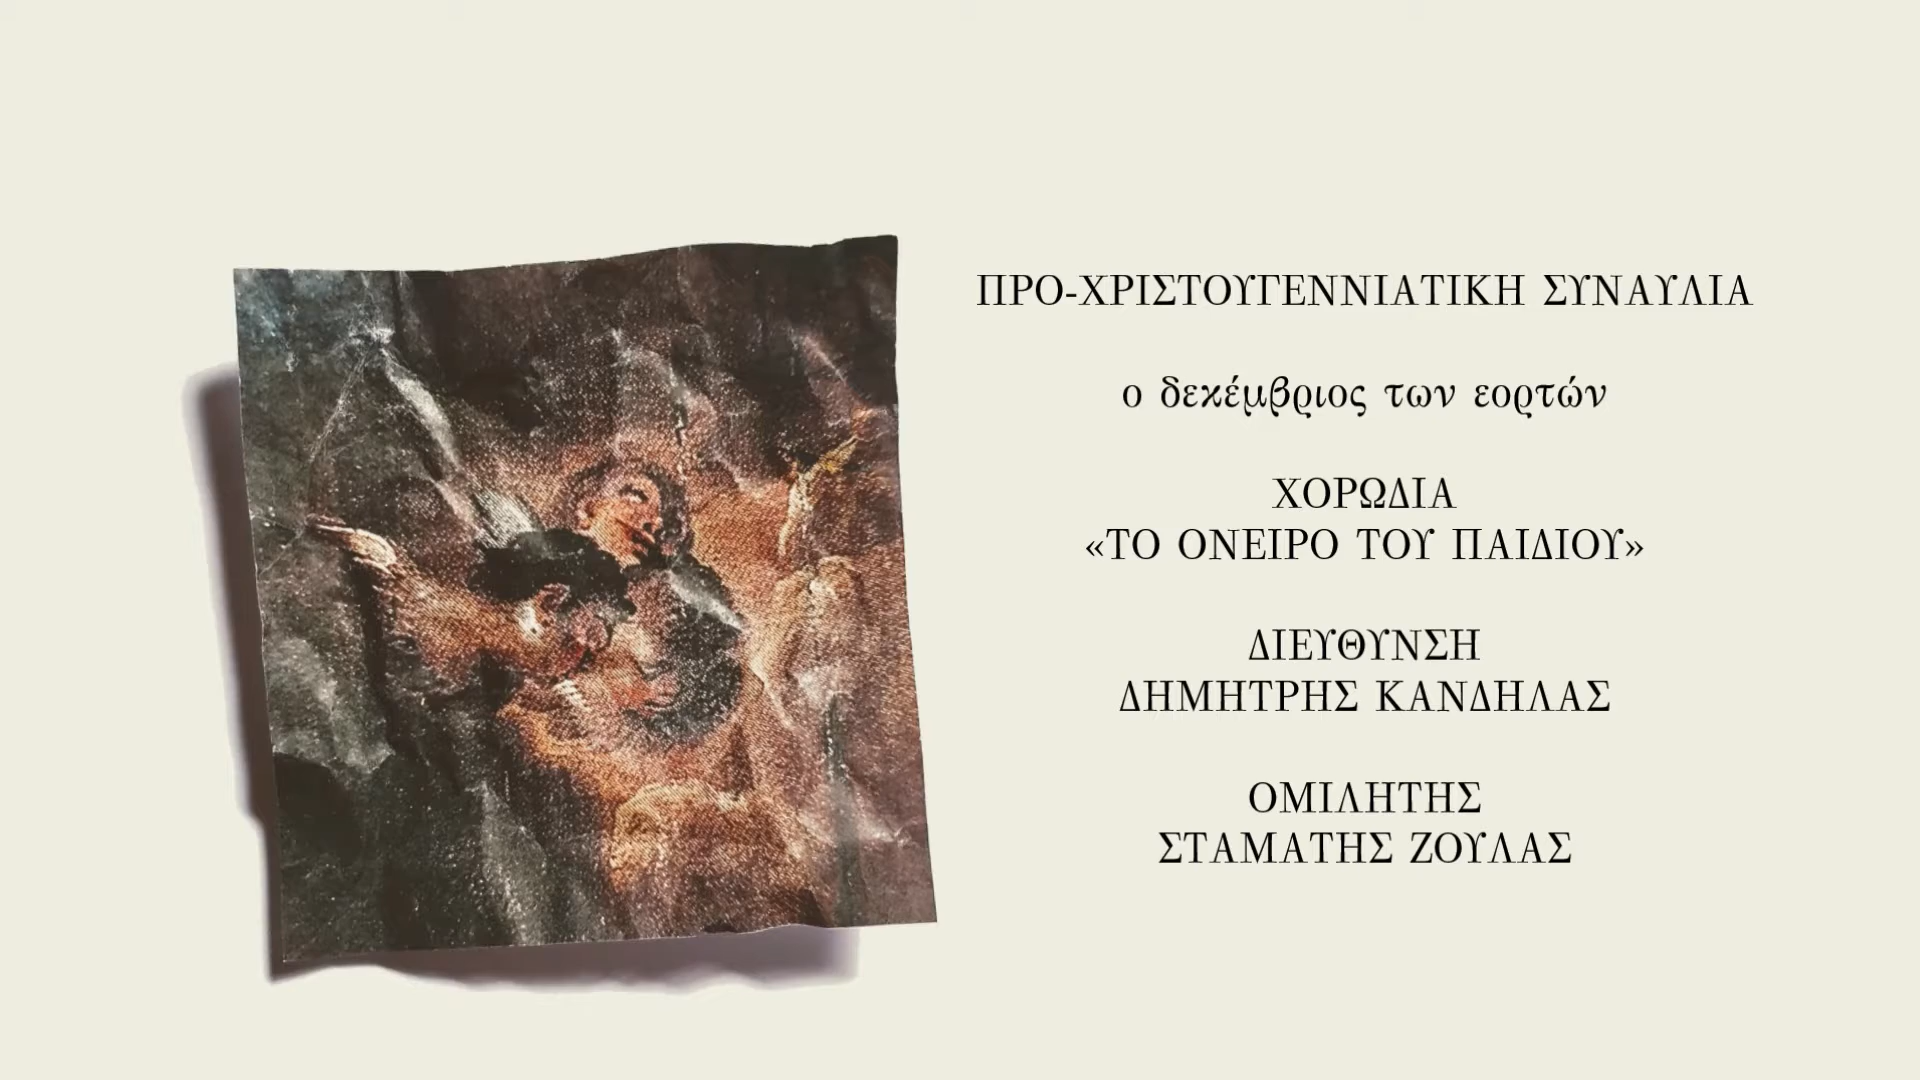 ΠΡΟ-ΧΡΙΣΤΟΥΓΕΝΝΙΑΤΙΚΗ ΣΥΝΑΥΛΙΑ
ο δεκέμβριος των εορτών
ΧΟΡΩΔΙΑ
«ΤΟ ΟΝΕΙΡΟ ΤΟΥ ΠΑΙΔΙΟΥ»
ΔΙΕΥΘΥΝΣΗ
ΔΗΜΗΤΡΗΣ ΚΑΝΔΗΛΑΣ
ΟΜΙΛΗΤΗΣ
ΣΤΑΜΑΤΗΣ ΖΟΥΛΑΣ